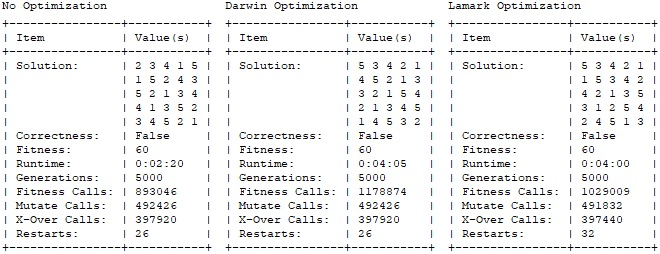 No Optimization Darwin Optimization Lamark Optimization
+---------------+-----------+ +---------------+-----------+ +---------------+-----------+
| Item | Value(s) | | Item | Value(s) | | Item | Value(s) |
+---------------+-----------+ +---------------+-----------+ +---------------+-----------+
| Solution: | 2 3 4 1 5 | | Solution: | 5 3 4 2 1 | | Solution: | 5 3 4 2 1 |
| | 1 5 2 4 3 | | | 4 5 2 1 3 | | | 1 5 3 4 2 |
| | 5 2 1 3 4 | | | 3 2 1 5 4 | | | 4 1 2 3 5 |
| | 4 1 3 5 2 | | | 2 1 3 4 5 | | | 3 1 2 5 4 |
| | 3 4 5 2 1 | | | 1 4 5 3 2 | | | 2 4 5 1 3 |
| Correctness: | False | | Correctness: | False | | Correctness: | False |
| Fitness: | 60 | | Fitness: | 60 | | Fitness: | 60 |
| Runtime: | 0:02:20 | | Runtime: | 0:04:05 | | Runtime: | 0:04:00 |
| Generations: | 5000 | | Generations: | 5000 | | Generations: | 5000 |
| Fitness Calls: | 893046 | | Fitness Calls: | 1178874 | | Fitness Calls: | 1029009 |
| Mutate Calls: | 492426 | | Mutate Calls: | 492426 | | Mutate Calls: | 491832 |
| X-Over Calls: | 397920 | | X-Over Calls: | 397920 | | X-Over Calls: | 397440 |
| Restarts: | 26 | | Restarts: | 26 | | Restarts: | 32 |
+---------------+-----------+ +---------------+-----------+ +---------------+-----------+